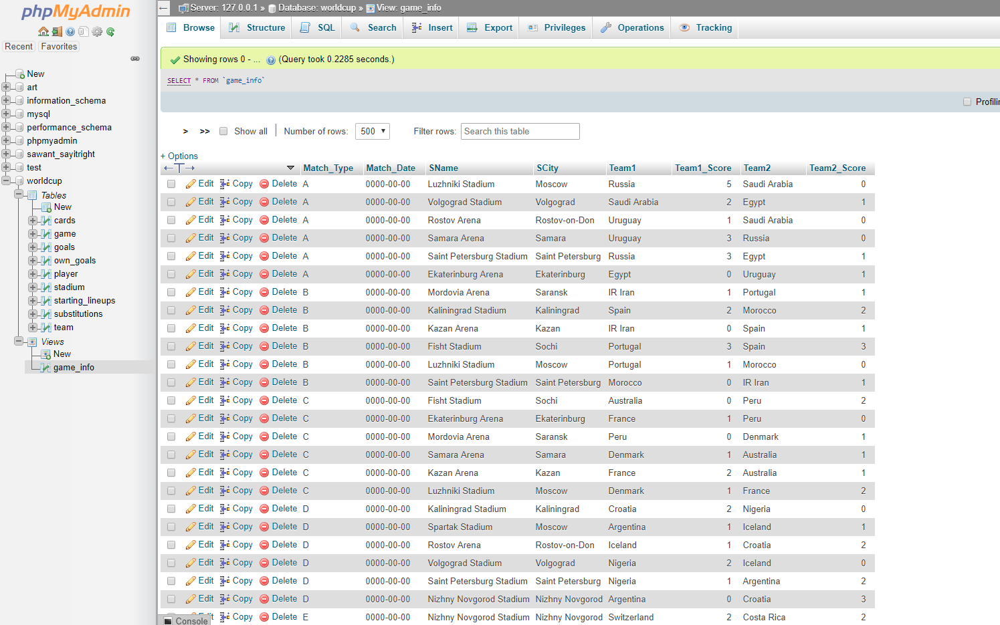 phpMyAdmin
Recent Favorites
New
art
information_schema
mysql
performance_schema
phpmyadmin
sawant_sayitright
test
worldcup
Tables
New
cards
game
goals
own_goals
player
stadium
starting_lineups
substitutions
team
Views
New
game_info
Server: 127.0.0.1 » Database: worldcup » View: game_info
Browse Structure SQL Search Insert Export Privileges Operations Tracking
Showing rows 0 - ... (Query took 0.2285 seconds.)
SELECT * FROM `game_info`
Profilin
> >> Show all | Number of rows: 500 Filter rows: Search this table
+ Options
Match_Type Match_Date SName SCity Team1 Team1_Score Team2 Team2_Score
Edit Copy Delete A 0000-00-00 Luzhniki Stadium Moscow Russia 5 Saudi Arabia 0
Edit Copy Delete A 0000-00-00 Volgograd Stadium Volgograd Saudi Arabia 2 Egypt 1
Edit Copy Delete A 0000-00-00 Rostov Arena Rostov-on-Don Uruguay 1 Saudi Arabia 0
Edit Copy Delete A 0000-00-00 Samara Arena Samara Uruguay 3 Russia 0
Edit Copy Delete A 0000-00-00 Saint Petersburg Stadium Saint Petersburg Russia 3 Egypt 1
Edit Copy Delete A 0000-00-00 Ekaterinburg Arena Ekaterinburg Egypt 0 Uruguay 1
Edit Copy Delete B 0000-00-00 Mordovia Arena Saransk IR Iran 1 Portugal 1
Edit Copy Delete B 0000-00-00 Kaliningrad Stadium Kaliningrad Spain 2 Morocco 2
Edit Copy Delete B 0000-00-00 Kazan Arena Kazan IR Iran 0 Spain 1
Edit Copy Delete B 0000-00-00 Fisht Stadium Sochi Portugal 3 Spain 3
Edit Copy Delete B 0000-00-00 Luzhniki Stadium Moscow Portugal 1 Morocco 0
Edit Copy Delete B 0000-00-00 Saint Petersburg Stadium Saint Petersburg Morocco 0 IR Iran 1
Edit Copy Delete C 0000-00-00 Fisht Stadium Sochi Australia 0 Peru 2
Edit Copy Delete C 0000-00-00 Ekaterinburg Arena Ekaterinburg France 1 Peru 0
Edit Copy Delete C 0000-00-00 Mordovia Arena Saransk Peru 0 Denmark 1
Edit Copy Delete C 0000-00-00 Samara Arena Samara Denmark 1 Australia 1
Edit Copy Delete C 0000-00-00 Kazan Arena Kazan France 2 Australia 1
Edit Copy Delete C 0000-00-00 Luzhniki Stadium Moscow Denmark 1 France 2
Edit Copy Delete D 0000-00-00 Kaliningrad Stadium Kaliningrad Croatia 2 Nigeria 0
Edit Copy Delete D 0000-00-00 Spartak Stadium Moscow Argentina 1 Iceland 1
Edit Copy Delete D 0000-00-00 Rostov Arena Rostov-on-Don Iceland 1 Croatia 2
Edit Copy Delete D 0000-00-00 Volgograd Stadium Volgograd Nigeria 2 Iceland 0
Edit Copy Delete D 0000-00-00 Saint Petersburg Stadium Saint Petersburg Nigeria 1 Argentina 2
Edit Copy Delete D 0000-00-00 Nizhny Novgorod Stadium Nizhny Novgorod Argentina 0 Croatia 3
Copy Delete E 0000-00-00 Nizhny Novgorod Stadium Nizhny Novgorod Switzerland 2 Costa Rica 2
Console